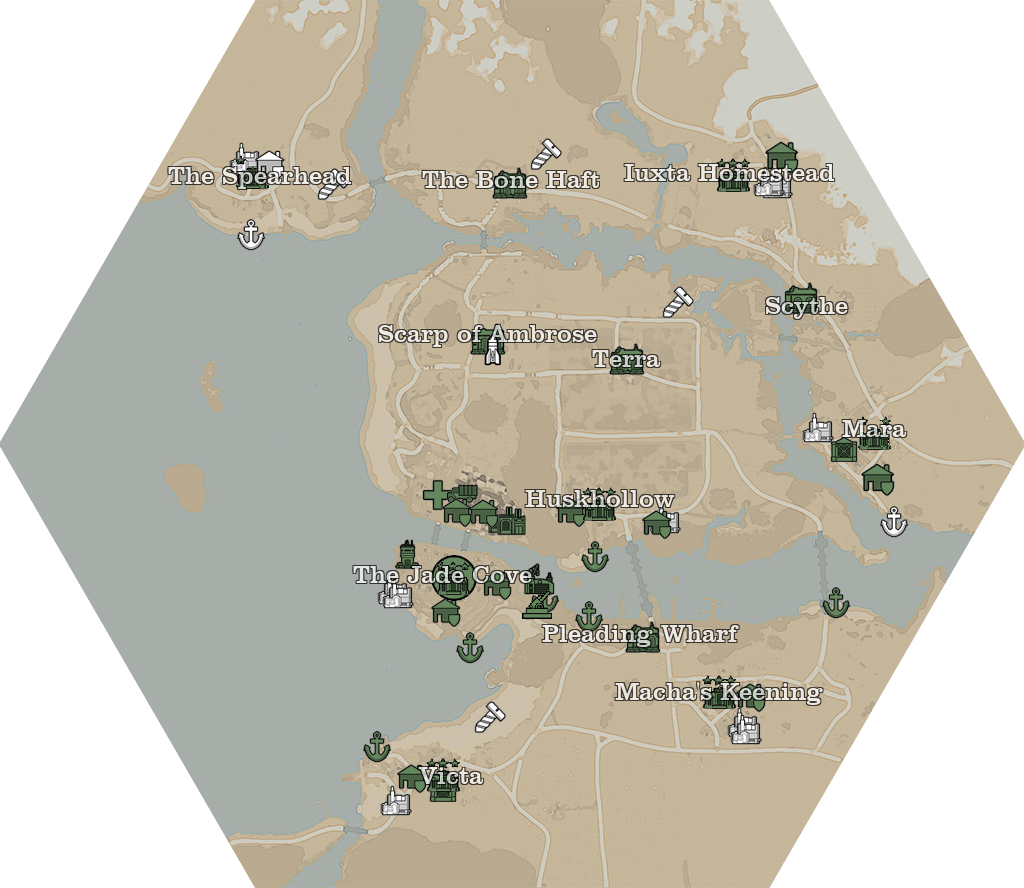 The Spearhead
The Bone Haft
Iuxta Homestead
Scythe
Scarp of Ambrose
Terra
Mara
Huskhollow
The Jade Cove
Pleading Wharf
Macha's Keening
Victa